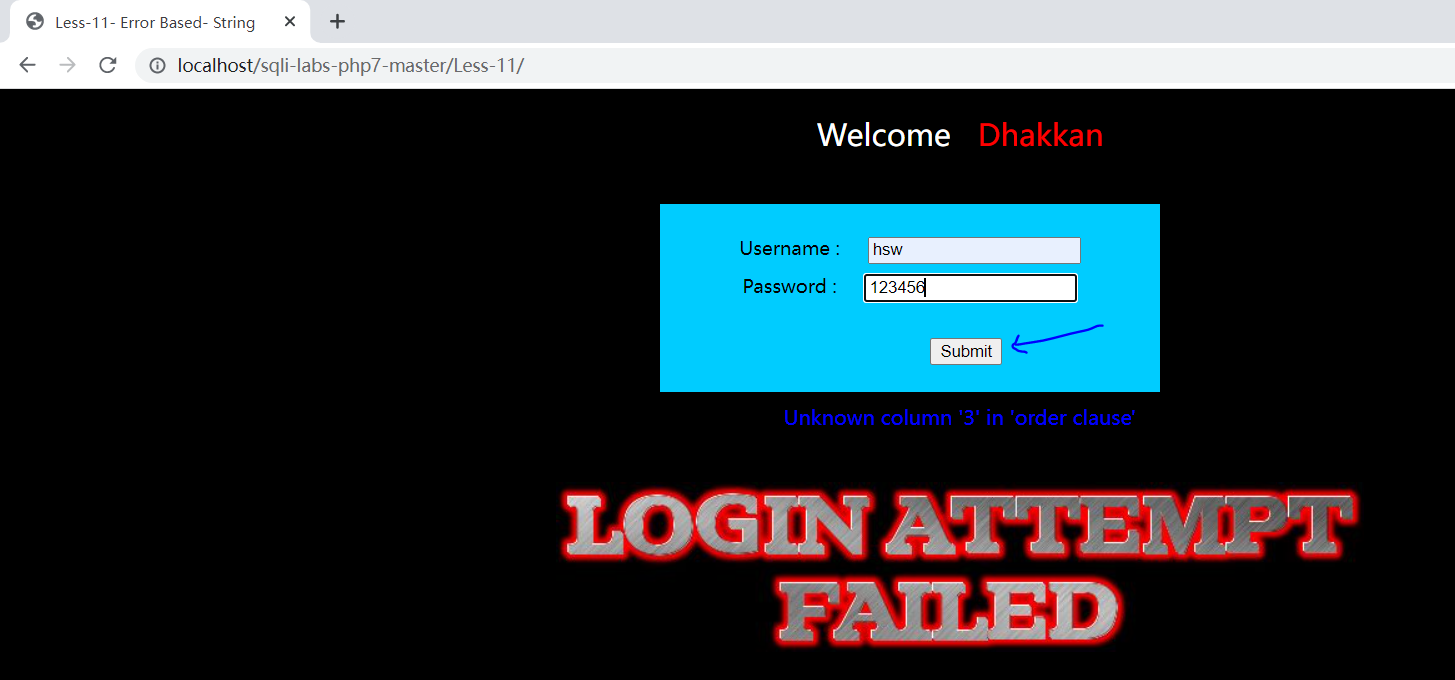 Less-11- Error Based- String
localhost/sqli-labs-php7-master/Less-11/
Welcome Dhakkan
Username : hsw
Password : 123456
Submit
Unknown column '3' in 'order clause'
LOGIN ATTEMPT
FAILED